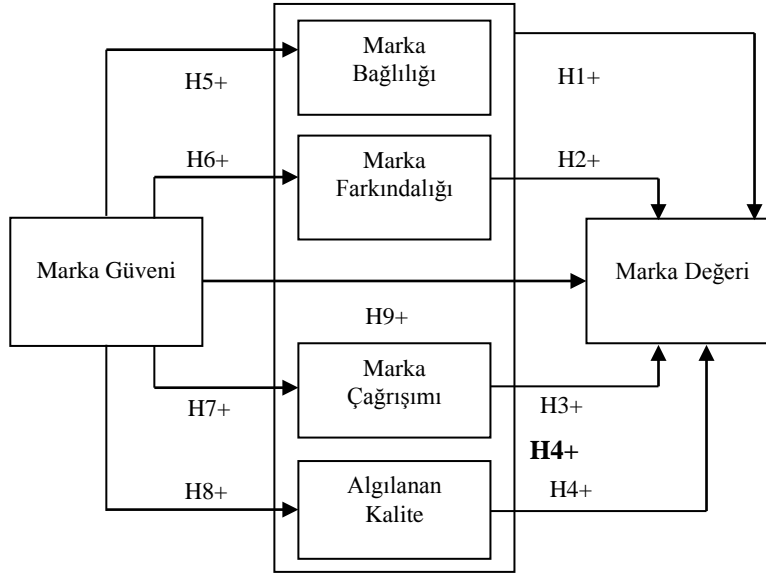 Marka
Bağlılığı
H5+
H1+
H6+
Marka
Farkındalığı
H2+
Marka Güveni
Marka Değeri
H9+
Marka
Çağrışımı
H7+
H3+
H4+
H8+
Algılanan
Kalite
H4+